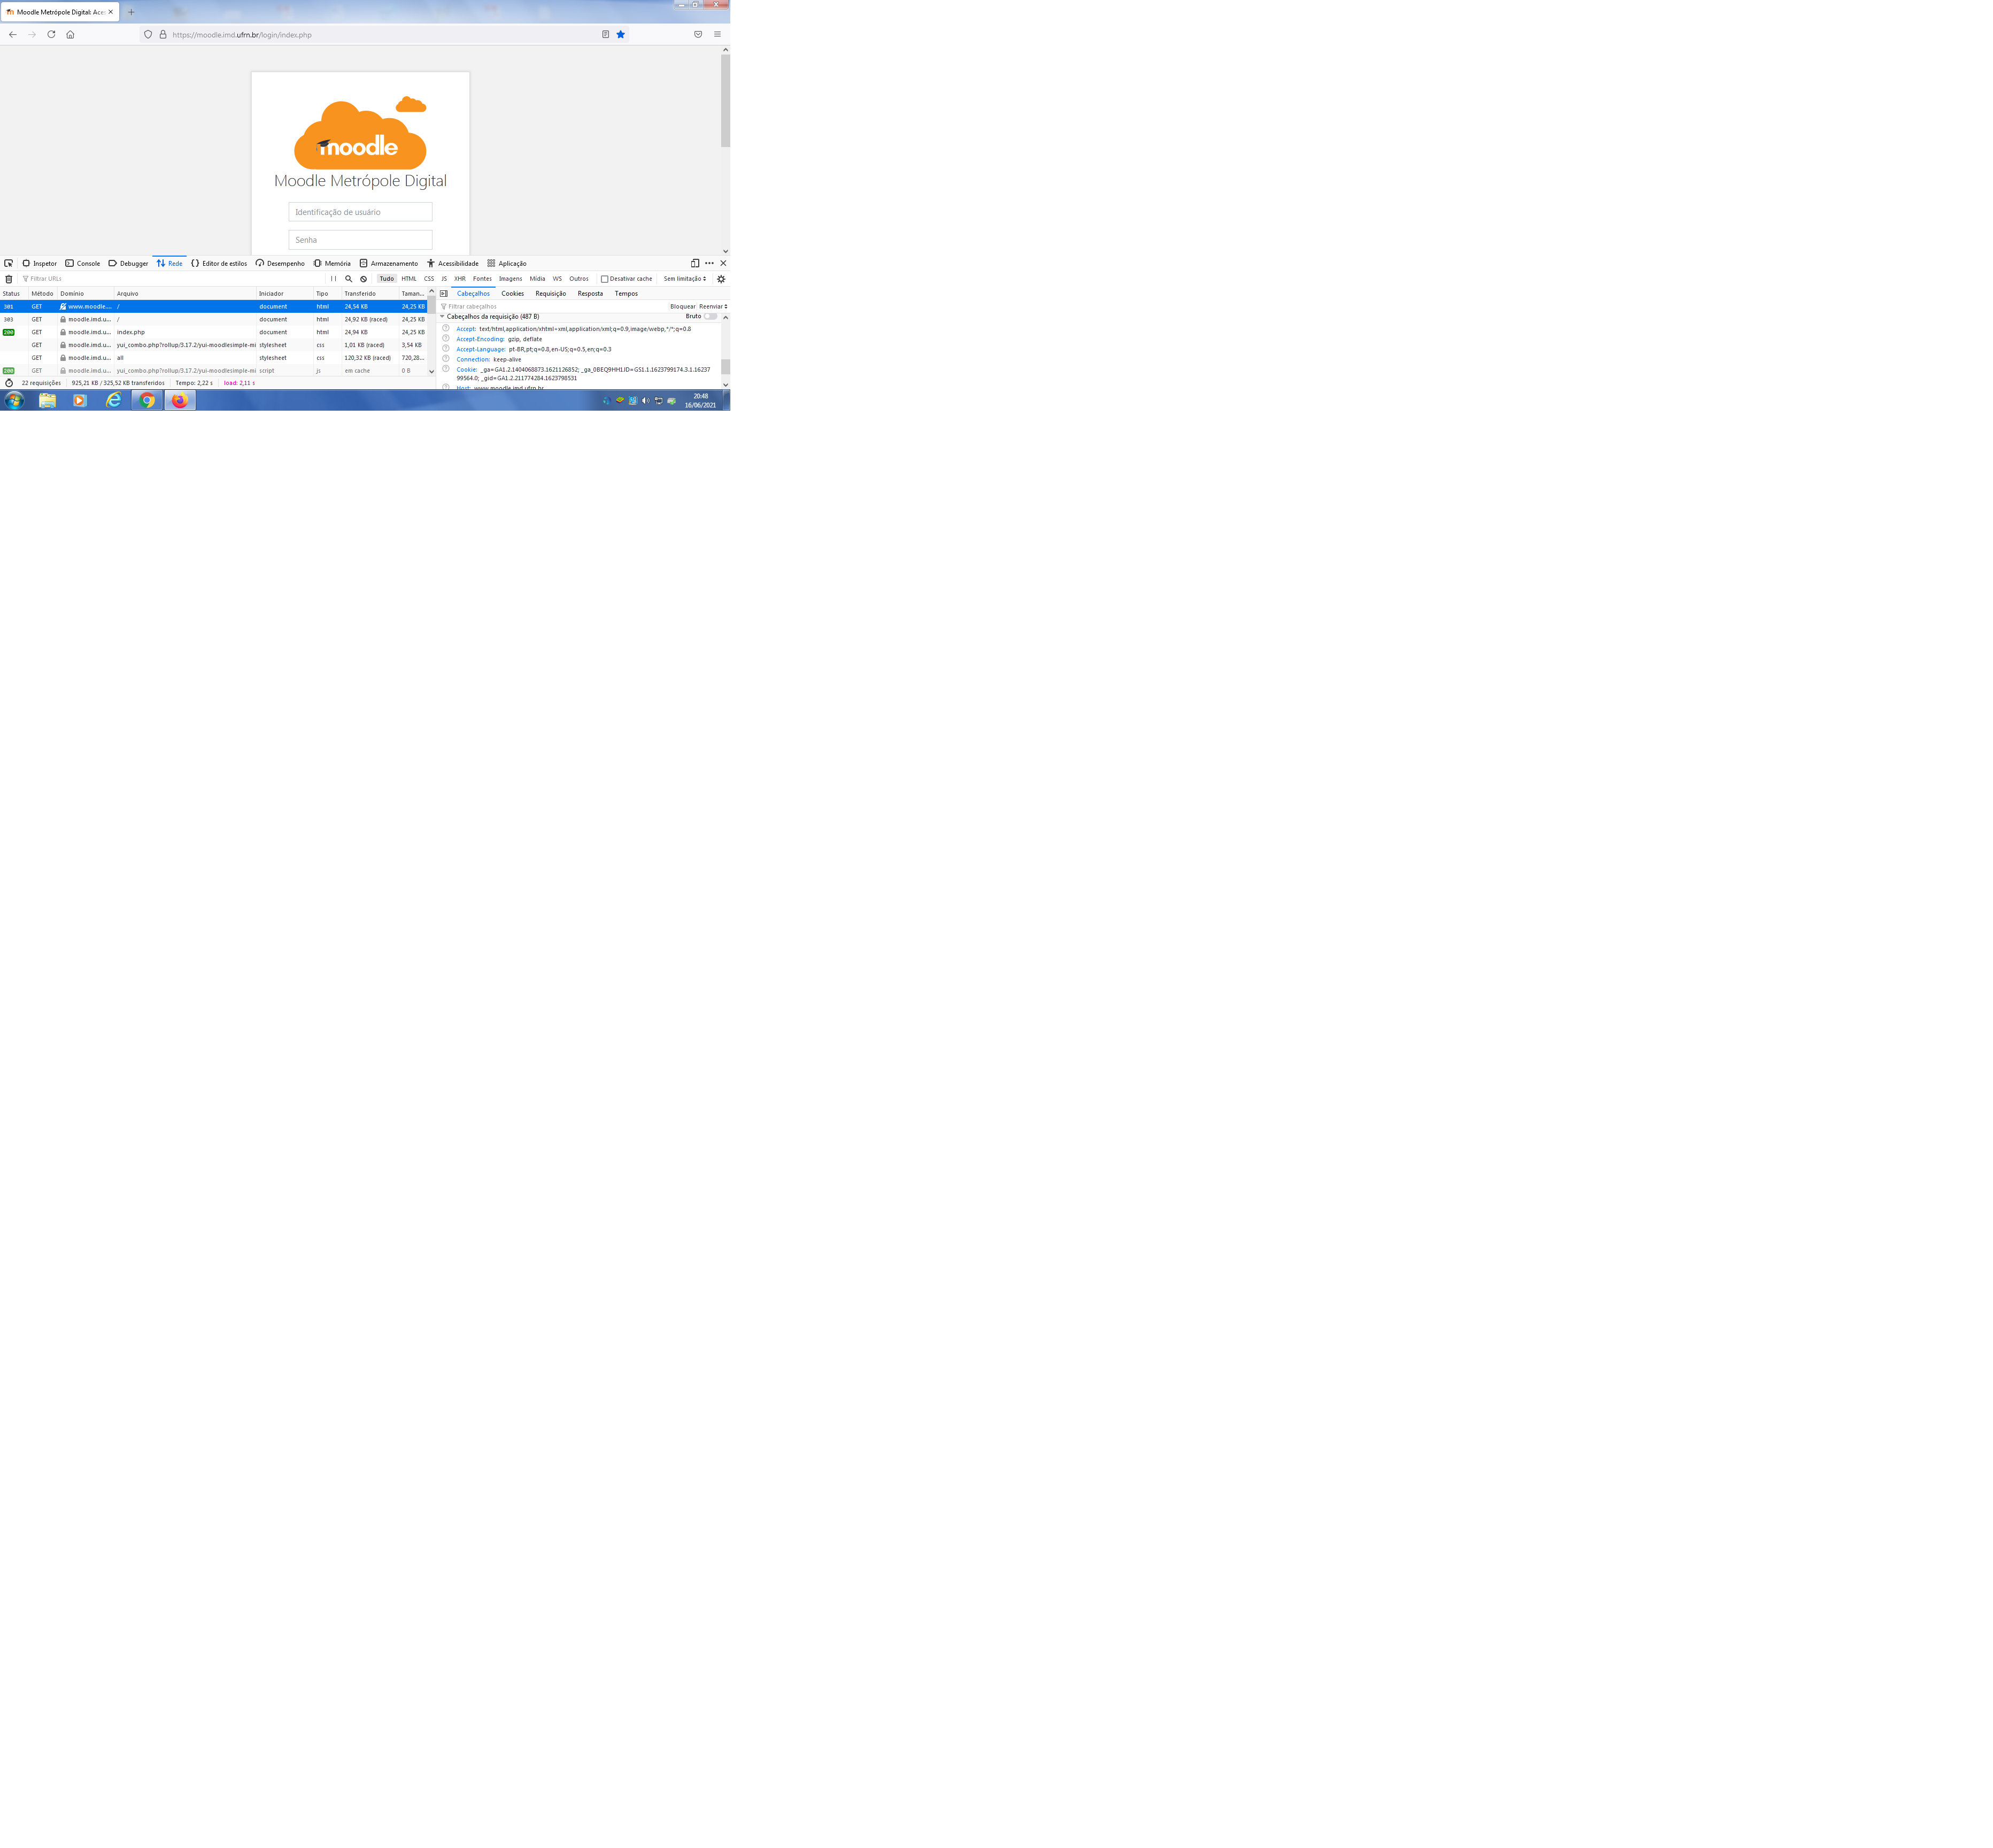 Moodle Metrópole Digital: Aces
https://moodle.imd.ufrn.br/login/index.php
moodle
Moodle Metrópole Digital
Identificação de usuário
Senha
Inspetor Console Debugger Rede Editor de estilos Desempenho Memória Armazenamento Acessibilidade Aplicação
Filtrar URLs Tudo HTML CSS JS XHR Fontes Imagens Mídia WS Outros Desativar cache Sem limitação
Status Método Domínio Arquivo Iniciador Tipo Transferido Taman...
301 GET www.moodle.... / document html 24,54 KB 24,25 KB
303 GET moodle.imd.u... / document html 24,92 KB (raced) 24,25 KB
200 GET moodle.imd.u... index.php document html 24,94 KB 24,25 KB
GET moodle.imd.u... yui_combo.php?rollup/3.17.2/yui-moodlesimple-mi stylesheet css 1,01 KB (raced) 3,54 KB
GET moodle.imd.u... all stylesheet css 120,32 KB (raced) 720,28...
200 GET moodle.imd.u... yui_combo.php?rollup/3.17.2/yui-moodlesimple-mi script js em cache 0 B
22 requisições 925,21 KB / 325,52 KB transferidos Tempo: 2,22 s load: 2,11 s
Cabeçalhos Cookies Requisição Resposta Tempos
Filtrar cabeçalhos Bloquear Reenviar
Cabeçalhos da requisição (487 B) Bruto
Accept: text/html,application/xhtml+xml,application/xml;q=0.9,image/webp,*/*;q=0.8
Accept-Encoding: gzip, deflate
Accept-Language: pt-BR,pt;q=0.8,en-US;q=0.5,en;q=0.3
Connection: keep-alive
Cookie: _ga=GA1.2.1404068873.1621126852; _ga_0BEQ9HH1JD=GS1.1.1623799174.3.1.16237
99564.0; _gid=GA1.2.211774284.1623798531
Host: www.moodle.imd.ufrn.br
20:48
16/06/2021